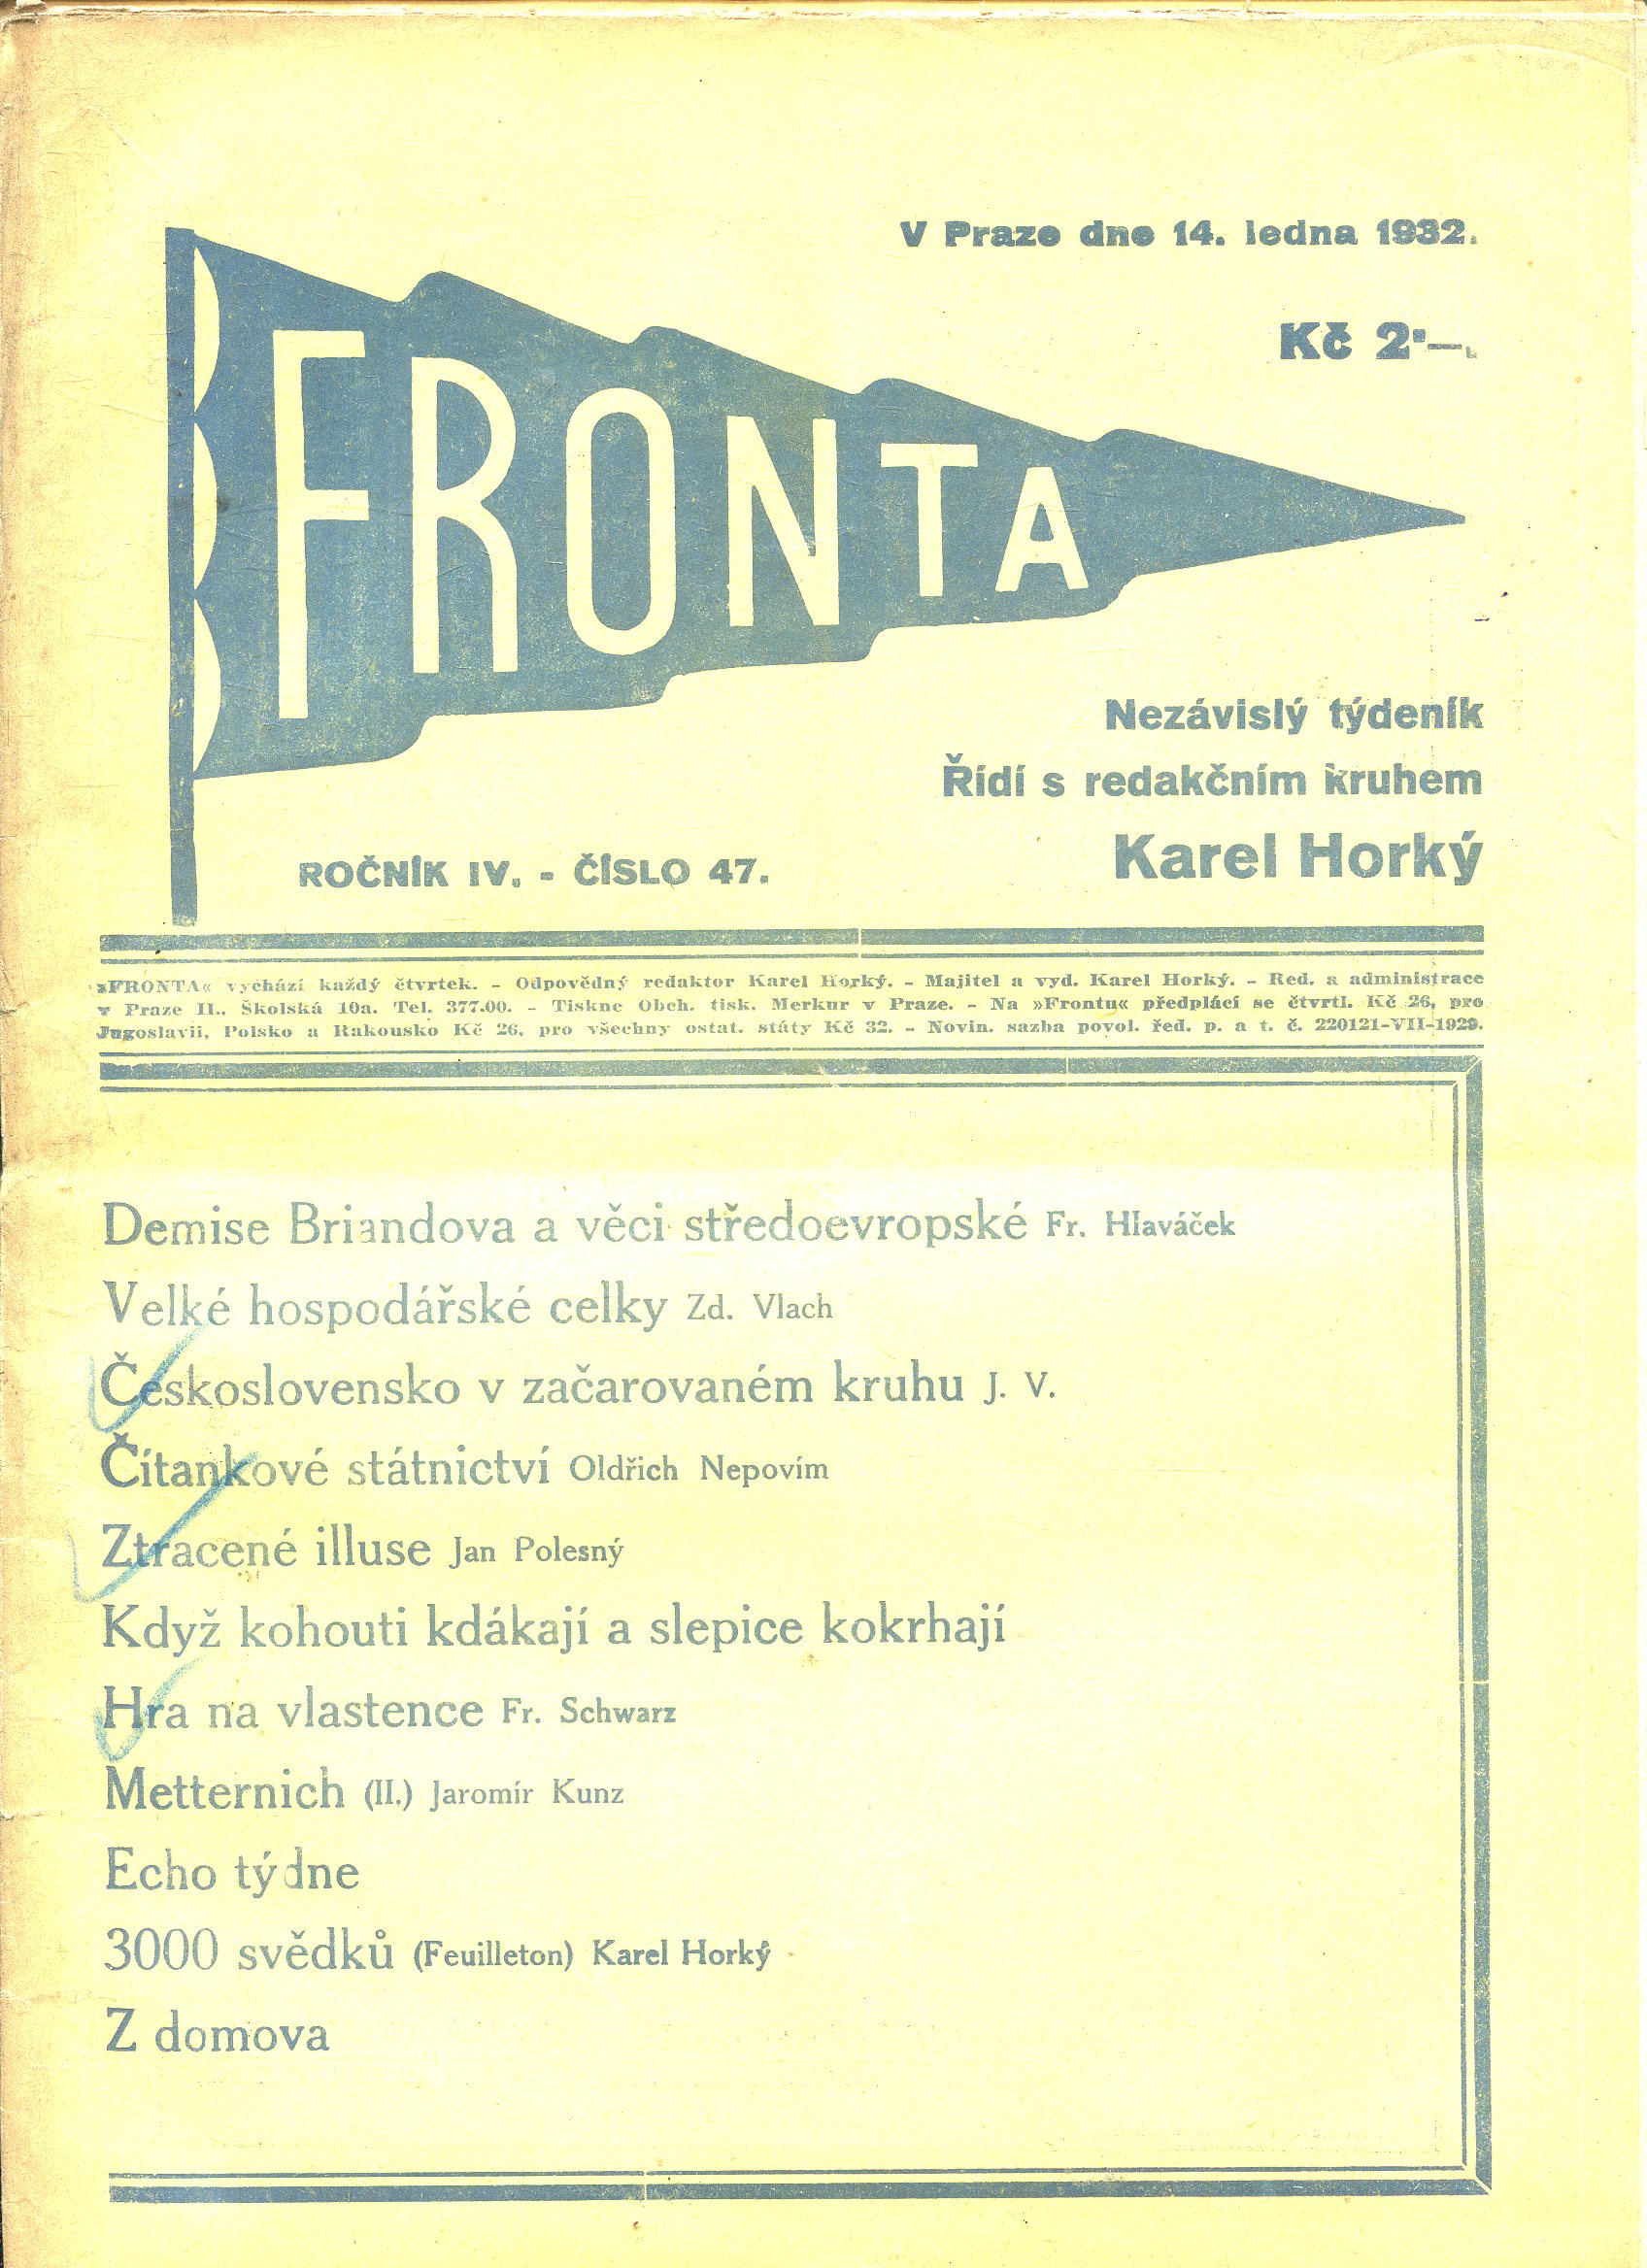 V Praze dne 14. ledna 1932.
Kč 2·—.
FRONTA
Nezávislý týdeník
Řídí s redakčním kruhem
Karel Horký
ROČNÍK IV. - ČÍSLO 47.
»FRONTA« vychází každý čtvrtek. - Odpovědný redaktor Karel Horký. - Majitel a vyd. Karel Horký. - Red. a administrace
v Praze II., Školská 10a. Tel. 377.00. - Tiskne Obch. tisk. Merkur v Praze. - Na »Frontu« předplácí se čtvrtl. Kč 26, pro
Jugoslavii, Polsko a Rakousko Kč 26, pro všechny ostat. státy Kč 32. - Novin. sazba povol. řed. p. a t. č. 220121-VII-1929.
Demise Briandova a věci středoevropské Fr. Hlaváček
Velké hospodářské celky Zd. Vlach
Československo v začarovaném kruhu J. V.
Čítankové státnictví Oldřich Nepovím
Ztracené illuse Jan Polesný
Když kohouti kdákají a slepice kokrhají
Hra na vlastence Fr. Schwarz
Metternich (II.) Jaromír Kunz
Echo týdne
3000 svědků (Feuilleton) Karel Horký
Z domova